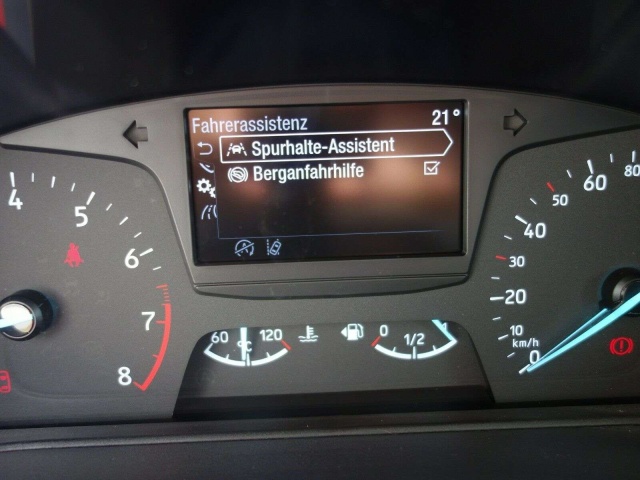 Fahrerassistenz 21°
Spurhalte-Assistent
Berganfahrhilfe
4
5
6
7
8
60 °C 120
0 1/2
0
10
20
30
40
50
60
80
km/h